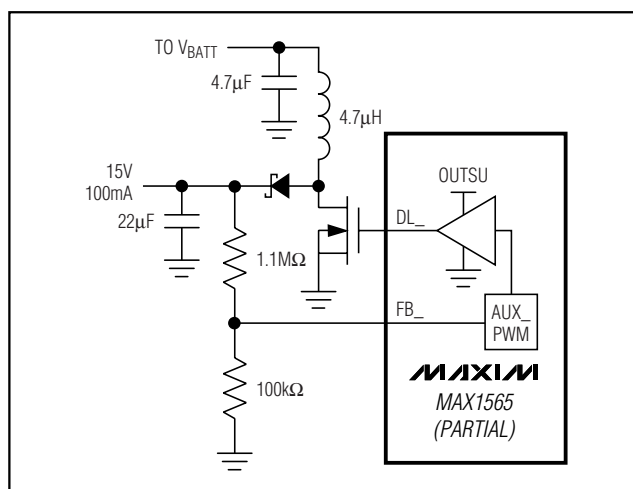 TO VBATT
4.7µF
4.7µH
15V
100mA
OUTSU
22µF
DL_
1.1MΩ
FB_
AUX_
PWM
MAXIM
100kΩ
MAX1565
(PARTIAL)